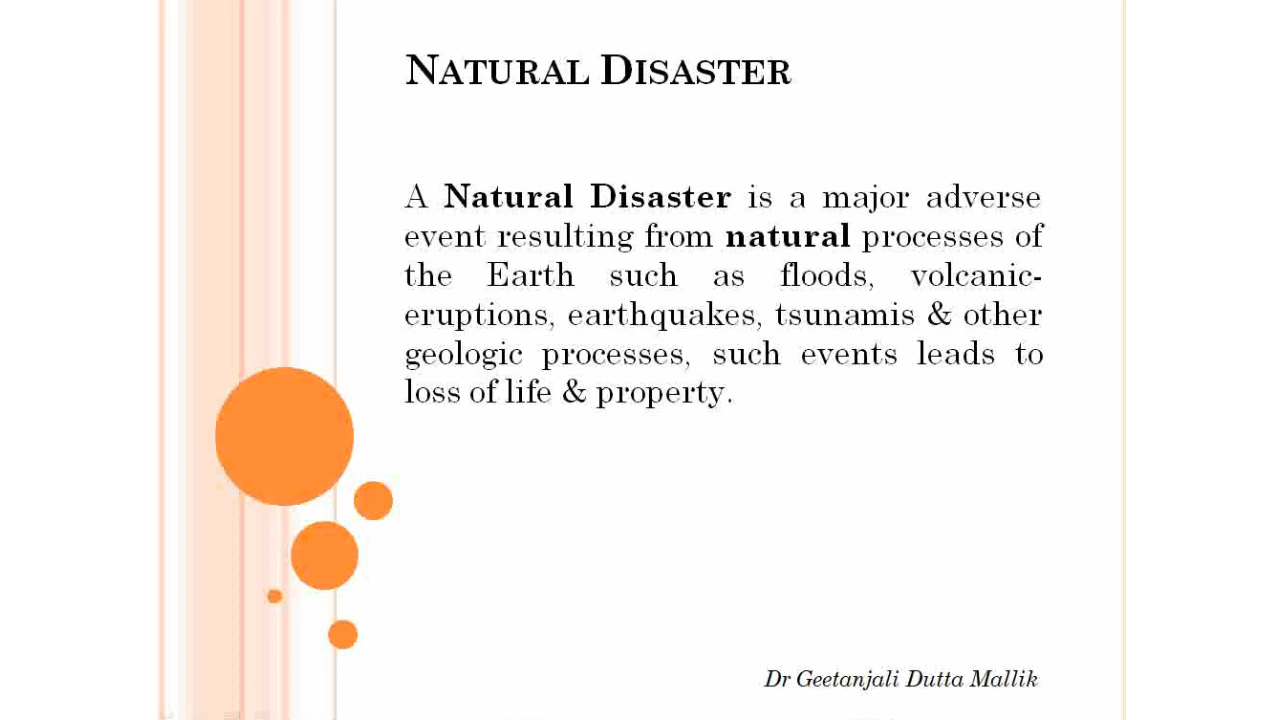 NATURAL DISASTER
A Natural Disaster is a major adverse
event resulting from natural processes of
the Earth such as floods, volcanic-
eruptions, earthquakes, tsunamis & other
geologic processes, such events leads to
loss of life & property.
Dr Geetanjali Dutta Mallik